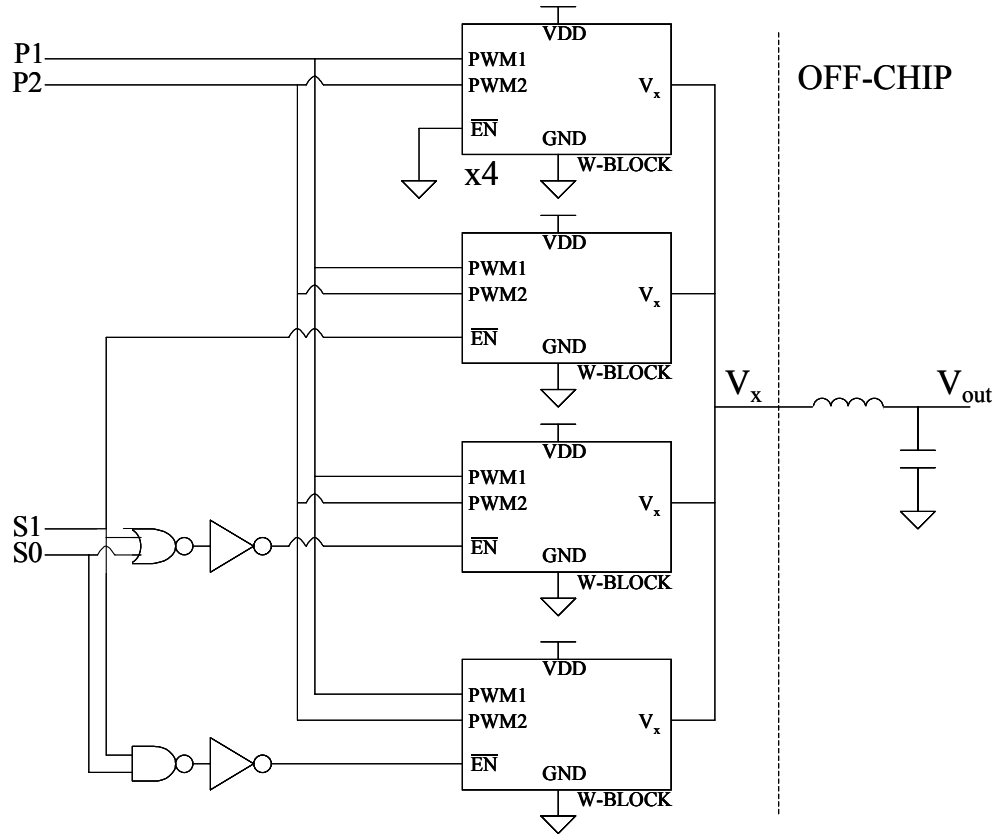 VDD
P1
PWM1
P2
PWM2
Vx
OFF-CHIP
EN
GND
x4
W-BLOCK
VDD
PWM1
PWM2
Vx
EN
GND
W-BLOCK
Vx
Vout
VDD
PWM1
PWM2
Vx
S1
S0
EN
GND
W-BLOCK
VDD
PWM1
PWM2
Vx
EN
GND
W-BLOCK